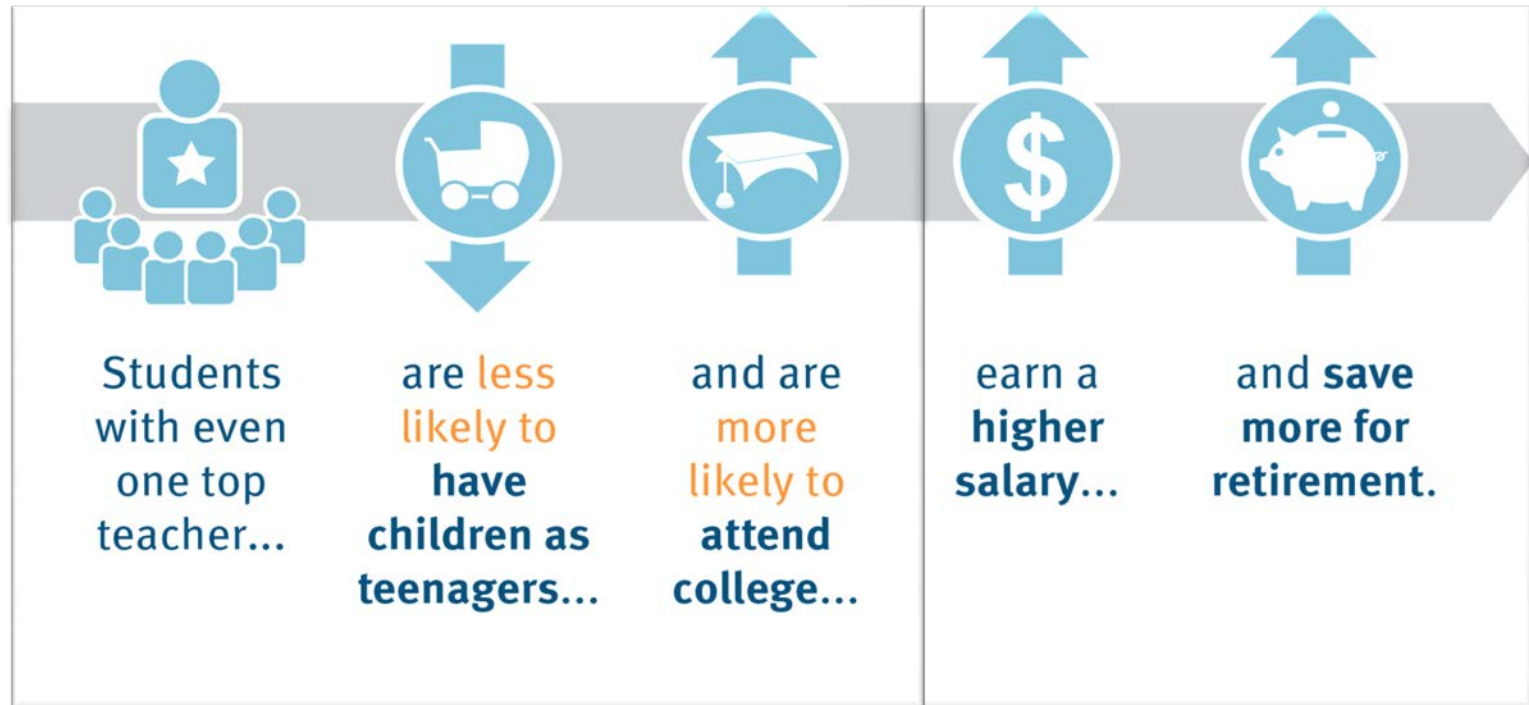 Students
with even
one top
teacher...
are less
likely to
have
children as
teenagers...
and are
more
likely to
attend
college...
$
earn a
higher
salary...
and save
more for
retirement.